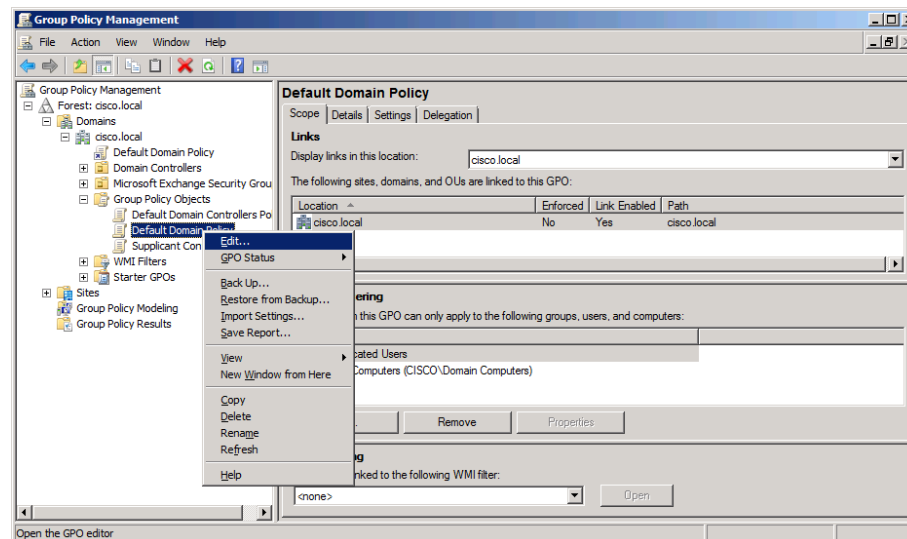 Group Policy Management
File Action View Window Help
Group Policy Management
Forest: cisco.local
Domains
cisco.local
Default Domain Policy
Domain Controllers
Microsoft Exchange Security Grou
Group Policy Objects
Default Domain Controllers Po
Default Domain Policy
Supplicant Con
WMI Filters
Starter GPOs
Sites
Group Policy Modeling
Group Policy Results
Edit...
GPO Status
Back Up...
Restore from Backup...
Import Settings...
Save Report...
View
New Window from Here
Copy
Delete
Rename
Refresh
Help
Default Domain Policy
Scope Details Settings Delegation
Links
Display links in this location: cisco.local
The following sites, domains, and OUs are linked to this GPO:
Location Enforced Link Enabled Path
cisco.local No Yes cisco.local
ering
this GPO can only apply to the following groups, users, and computers:
cated Users
Computers (CISCO\Domain Computers)
Remove Properties
g
nked to the following WMI filter:
<none> Open
Open the GPO editor